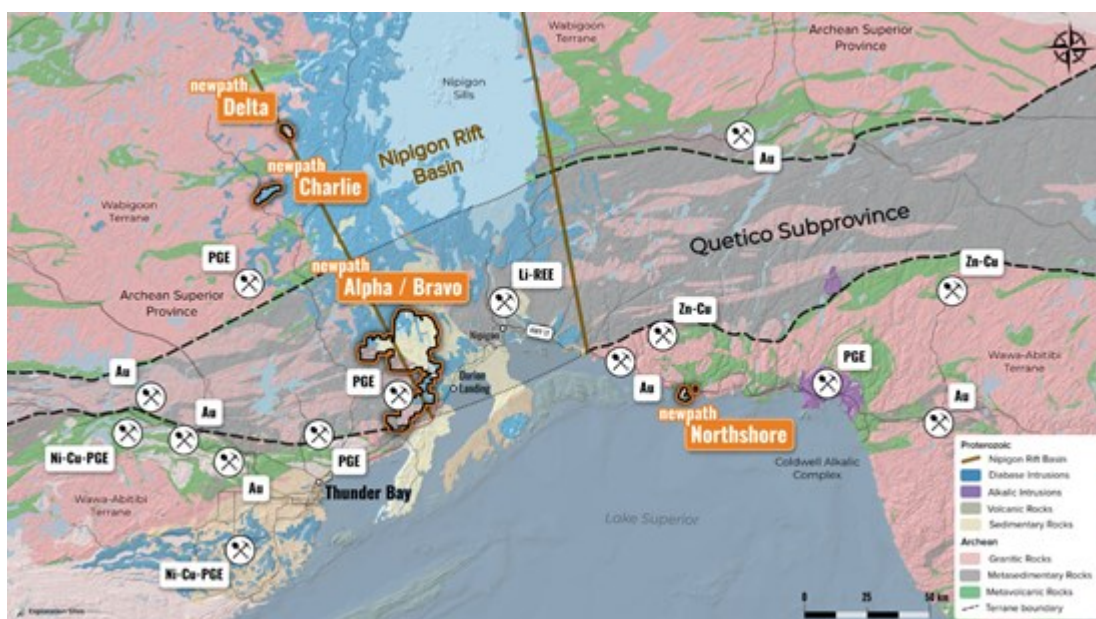 Wabigoon
Terrane
Archean Superior
Province
newpath
Delta
Nipigon
Sills
Nipigon Rift
Basin
Au
newpath
Charlie
Wabigoon
Terrane
Quetico Subprovince
PGE
newpath
Alpha / Bravo
Li-REE
Zn-Cu
Archean Superior
Province
Nipigon
HWY 17
Zn-Cu
Au
PGE
Dorion
Landing
Au
PGE
Wawa-Abitibi
Terrane
Au
Au
newpath
Northshore
Ni-Cu-PGE
PGE
Au
Thunder Bay
Coldwell Alkalic
Complex
Wawa-Abitibi
Terrane
Lake Superior
Ni-Cu-PGE
Proterozoic
Nipigon Rift Basin
Diabase Intrusions
Alkalic Intrusions
Volcanic Rocks
Sedimentary Rocks
Archean
Granitic Rocks
Metasedimentary Rocks
Metavolcanic Rocks
Terrane boundary
0 25 50 km
Exploration Sites